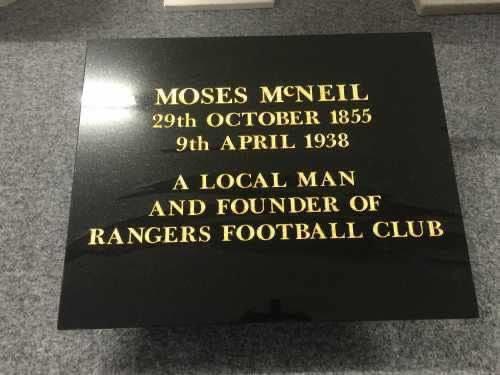 MOSES McNEIL
29th OCTOBER 1855
9th APRIL 1938
A LOCAL MAN
AND FOUNDER OF
RANGERS FOOTBALL CLUB